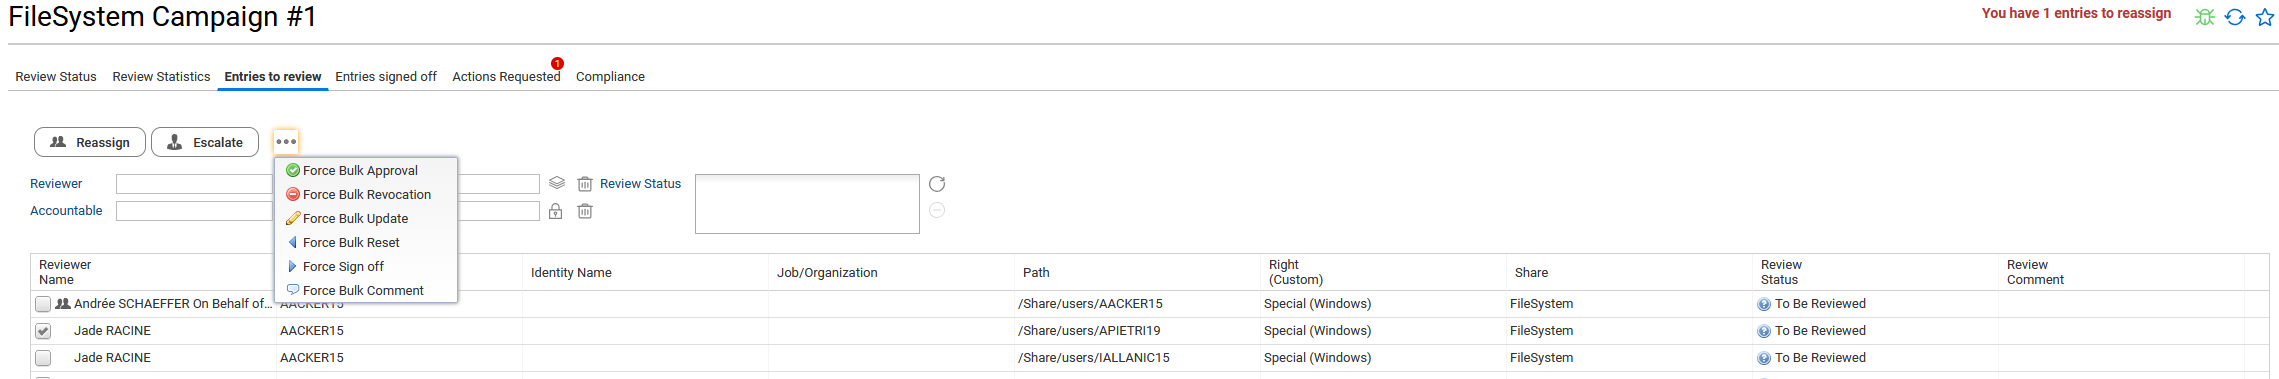 FileSystem Campaign #1
You have 1 entries to reassign
Review Status Review Statistics Entries to review Entries signed off Actions Requested 1 Compliance
Reassign Escalate
Force Bulk Approval
Force Bulk Revocation
Force Bulk Update
Force Bulk Reset
Force Sign off
Force Bulk Comment
Reviewer Review Status
Accountable
Reviewer Name Identity Name Job/Organization Path Right (Custom) Share Review Status Review Comment
Andrée SCHAEFFER On Behalf of... AACKER15 /Share/users/AACKER15 Special (Windows) FileSystem To Be Reviewed
Jade RACINE AACKER15 /Share/users/APIETRI19 Special (Windows) FileSystem To Be Reviewed
Jade RACINE AACKER15 /Share/users/IALLANIC15 Special (Windows) FileSystem To Be Reviewed